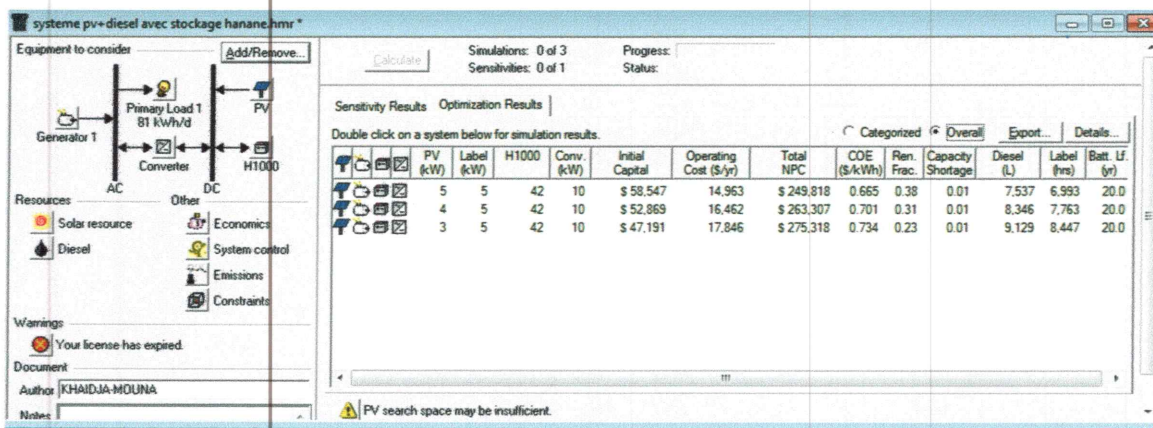 systeme pv+diesel avec stockage hanane.hmr *
Equipment to consider
Add/Remove...
Primary Load 1
81 kWh/d
PV
Generator 1
Converter
H1000
AC
DC
Resources
Other
Solar resource
Economics
Diesel
System control
Emissions
Constraints
Warnings
Your license has expired.
Document
Author KHAIDJA-MOUNA
Notes
Calculate
Simulations: 0 of 3
Progress:
Sensitivities: 0 of 1
Status:
Sensitivity Results Optimization Results
Double click on a system below for simulation results.
Categorized Overall Export... Details...
PV (kW) Label (kW) H1000 Conv. (kW) Initial Capital Operating Cost ($/yr) Total NPC COE ($/kWh) Ren. Frac. Capacity Shortage Diesel (L) Label (hrs) Batt. Lf. (yr)
5 5 42 10 $ 58,547 14,963 $ 249,818 0.665 0.38 0.01 7,537 6,993 20.0
4 5 42 10 $ 52,869 16,462 $ 263,307 0.701 0.31 0.01 8,346 7,763 20.0
3 5 42 10 $ 47,191 17,846 $ 275,318 0.734 0.23 0.01 9,129 8,447 20.0
PV search space may be insufficient.